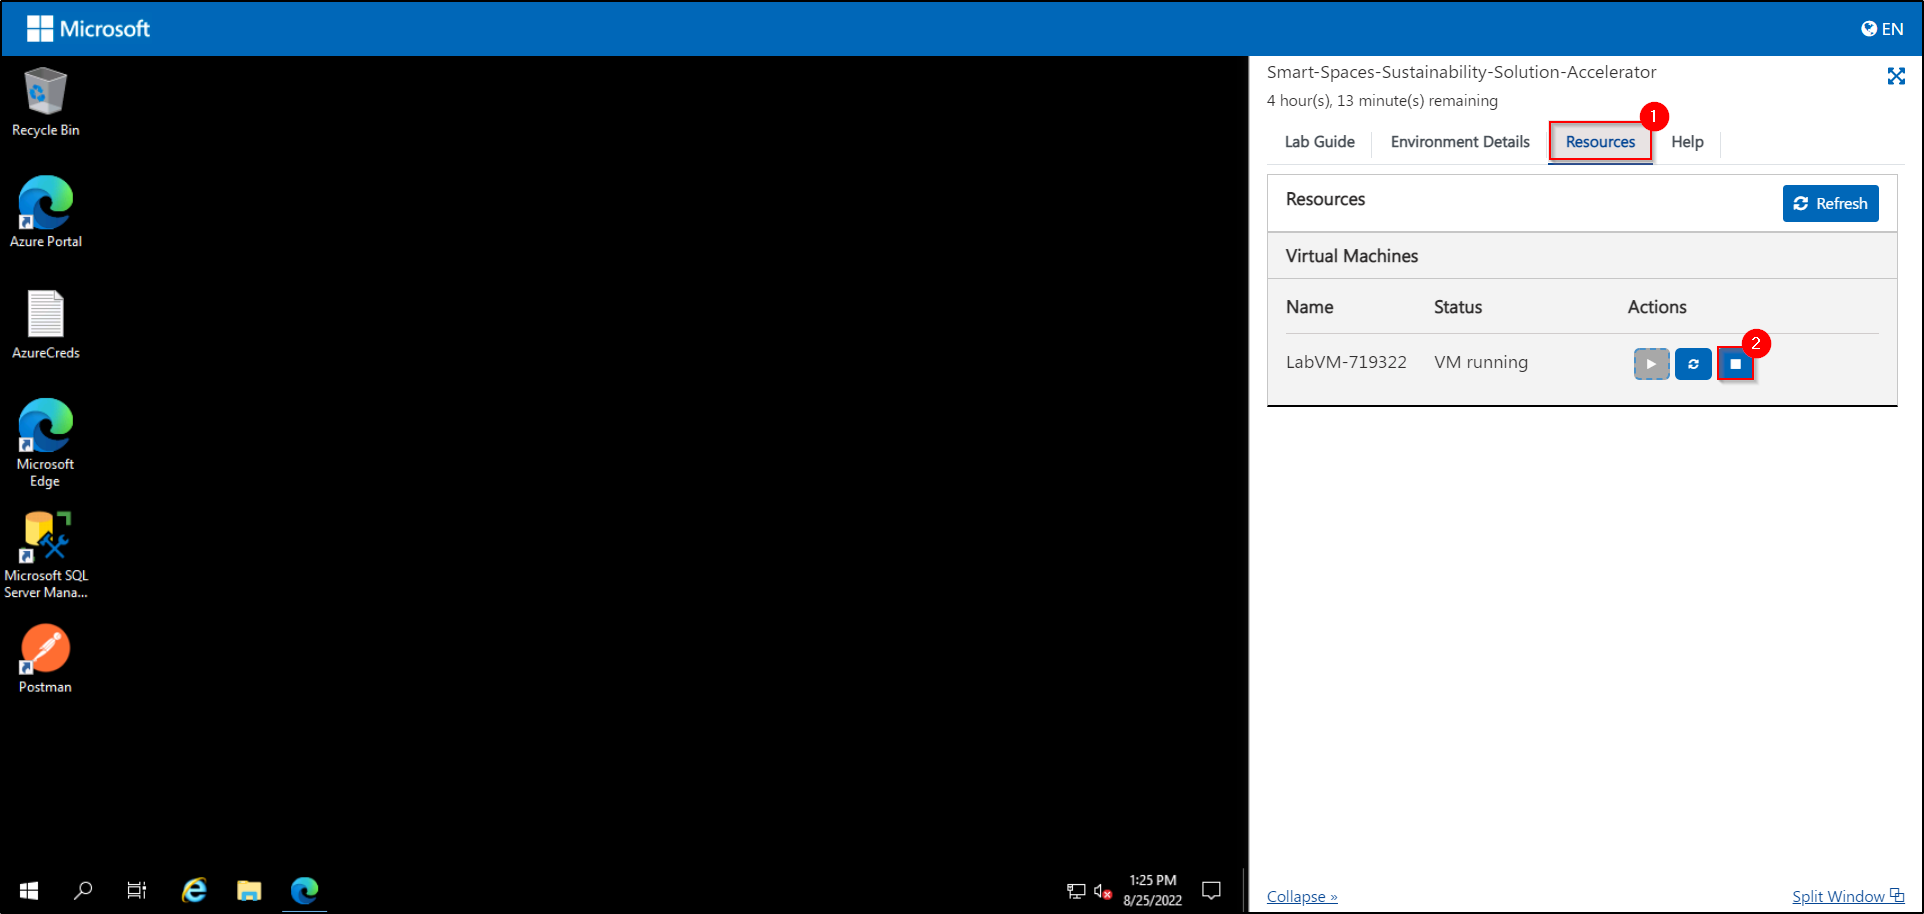 Microsoft
EN
Recycle Bin
Azure Portal
AzureCreds
Microsoft
Edge
Microsoft SQL
Server Mana...
Postman
1:25 PM
8/25/2022
Smart-Spaces-Sustainability-Solution-Accelerator
4 hour(s), 13 minute(s) remaining
1
Lab Guide Environment Details Resources Help
Resources Refresh
Virtual Machines
Name Status Actions
2
LabVM-719322 VM running
Collapse » Split Window